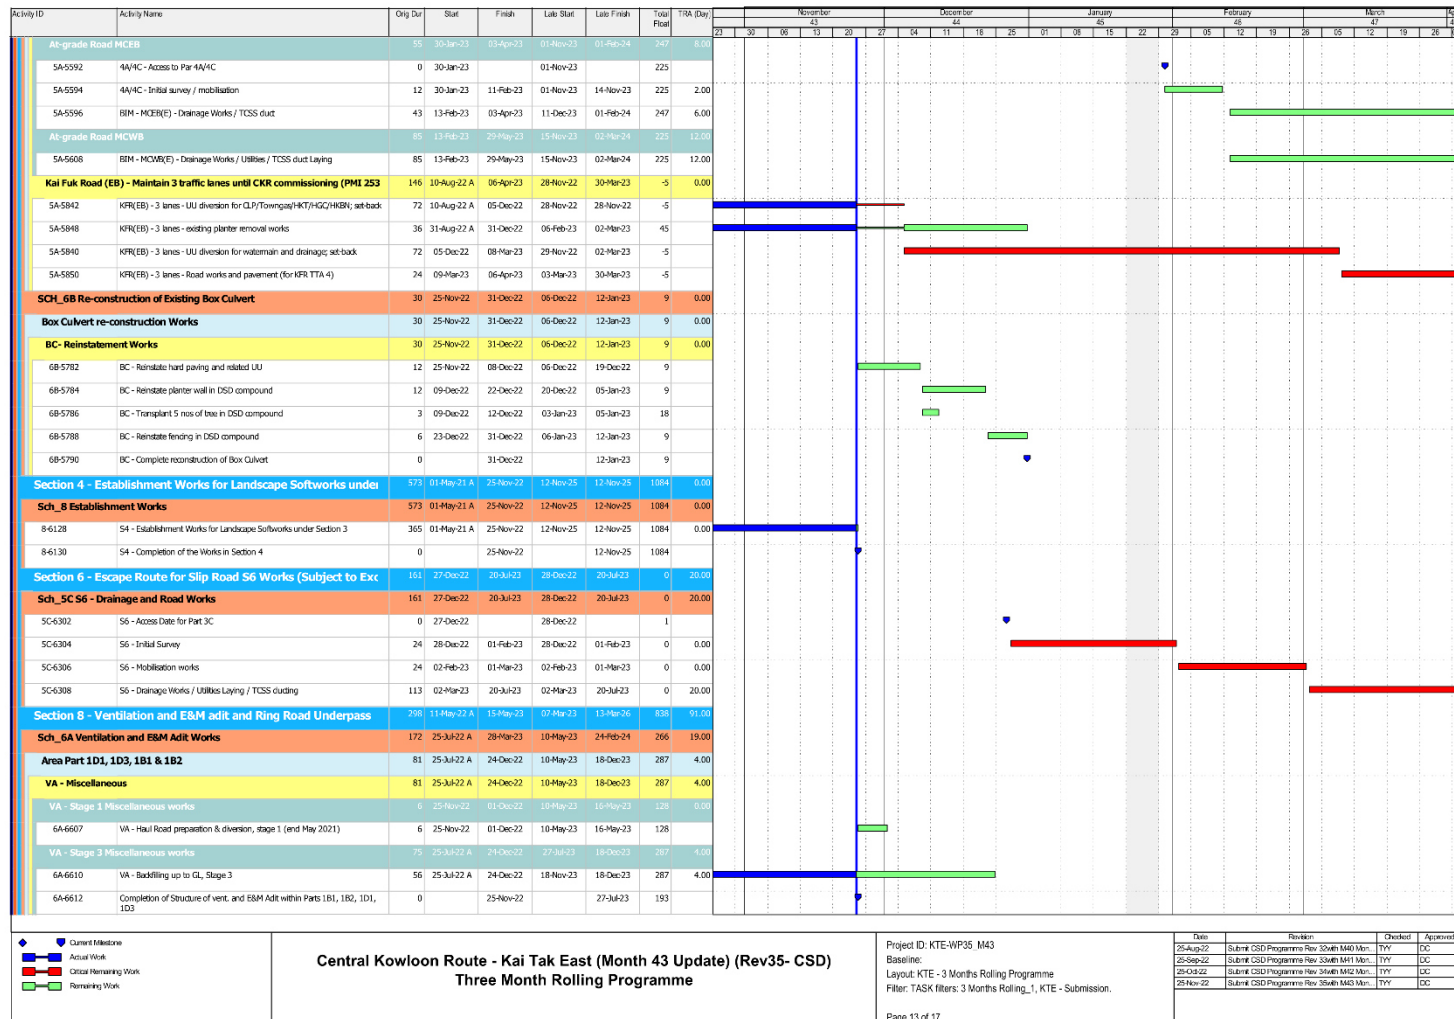 Activity ID Activity Name Orig Dur Start Finish Late Start Late Finish Total Float TRA (Day)
November December January February March
43 44 45 46 47
23 30 06 13 20 27 04 11 18 25 01 08 15 22 29 05 12 19 26 05 12 19 26
At-grade Road MCEB 55 30-Jan-23 03-Apr-23 01-Nov-23 01-Feb-24 247 8.00
5A-5592 4A/4C - Access to Par 4A/4C 0 30-Jan-23 01-Nov-23 225
5A-5594 4A/4C - Initial survey / mobilisation 12 30-Jan-23 11-Feb-23 01-Nov-23 14-Nov-23 225 2.00
5A-5596 BIM - MCEB(E) - Drainage Works / TCSS duct 43 13-Feb-23 03-Apr-23 11-Dec-23 01-Feb-24 247 6.00
At-grade Road MCWB 85 13-Feb-23 29-May-23 15-Nov-23 02-Mar-24 225 12.00
5A-5608 BIM - MCWB(E) - Drainage Works / Utilities / TCSS duct Laying 85 13-Feb-23 29-May-23 15-Nov-23 02-Mar-24 225 12.00
Kai Fuk Road (EB) - Maintain 3 traffic lanes until CKR commissioning (PMI 253 146 10-Aug-22 A 06-Apr-23 28-Nov-22 30-Mar-23 -5 0.00
5A-5842 KFR(EB) - 3 lanes - UU diversion for CLP/Towngas/HKT/HGC/HKBN; set-back 72 10-Aug-22 A 05-Dec-22 28-Nov-22 28-Nov-22 -5
5A-5848 KFR(EB) - 3 lanes - existing planter removal works 36 31-Aug-22 A 31-Dec-22 06-Feb-23 02-Mar-23 45
5A-5840 KFR(EB) - 3 lanes - UU diversion for watermain and drainage; set-back 72 05-Dec-22 08-Mar-23 29-Nov-22 02-Mar-23 -5
5A-5850 KFR(EB) - 3 lanes - Road works and pavement (for KFR TTA 4) 24 09-Mar-23 06-Apr-23 03-Mar-23 30-Mar-23 -5
SCH_6B Re-construction of Existing Box Culvert 30 25-Nov-22 31-Dec-22 06-Dec-22 12-Jan-23 9 0.00
Box Culvert re-construction Works 30 25-Nov-22 31-Dec-22 06-Dec-22 12-Jan-23 9 0.00
BC- Reinstatement Works 30 25-Nov-22 31-Dec-22 06-Dec-22 12-Jan-23 9 0.00
6B-5782 BC - Reinstate hard paving and related UU 12 25-Nov-22 08-Dec-22 06-Dec-22 19-Dec-22 9
6B-5784 BC - Reinstate planter wall in DSD compound 12 09-Dec-22 22-Dec-22 20-Dec-22 05-Jan-23 9
6B-5786 BC - Transplant 5 nos of tree in DSD compound 3 09-Dec-22 12-Dec-22 03-Jan-23 05-Jan-23 18
6B-5788 BC - Reinstate fencing in DSD compound 6 23-Dec-22 31-Dec-22 06-Jan-23 12-Jan-23 9
6B-5790 BC - Complete reconstruction of Box Culvert 0 31-Dec-22 12-Jan-23 9
Section 4 - Establishment Works for Landscape Softworks under 573 01-May-21 A 25-Nov-22 12-Nov-25 12-Nov-25 1084 0.00
Sch_8 Establishment Works 573 01-May-21 A 25-Nov-22 12-Nov-25 12-Nov-25 1084 0.00
8-6128 S4 - Establishment Works for Landscape Softworks under Section 3 365 01-May-21 A 25-Nov-22 12-Nov-25 12-Nov-25 1084 0.00
8-6130 S4 - Completion of the Works in Section 4 0 25-Nov-22 12-Nov-25 1084
Section 6 - Escape Route for Slip Road S6 Works (Subject to Exc 161 27-Dec-22 20-Jul-23 28-Dec-22 20-Jul-23 0 20.00
Sch_5C S6 - Drainage and Road Works 161 27-Dec-22 20-Jul-23 28-Dec-22 20-Jul-23 0 20.00
5C-6302 S6 - Access Date for Part 3C 0 27-Dec-22 28-Dec-22 1
5C-6304 S6 - Initial Survey 24 28-Dec-22 01-Feb-23 28-Dec-22 01-Feb-23 0 0.00
5C-6306 S6 - Mobilisation works 24 02-Feb-23 01-Mar-23 02-Feb-23 01-Mar-23 0 0.00
5C-6308 S6 - Drainage Works / Utilities Laying / TCSS ducting 113 02-Mar-23 20-Jul-23 02-Mar-23 20-Jul-23 0 20.00
Section 8 - Ventilation and E&M adit and Ring Road Underpass 298 11-May-22 A 15-May-23 07-Mar-23 13-Mar-26 838 91.00
Sch_6A Ventilation and E&M Adit Works 172 25-Jul-22 A 28-Mar-23 10-May-23 24-Feb-24 266 19.00
Area Part 1D1, 1D3, 1B1 & 1B2 81 25-Jul-22 A 24-Dec-22 10-May-23 18-Dec-23 287 4.00
VA - Miscellaneous 81 25-Jul-22 A 24-Dec-22 10-May-23 18-Dec-23 287 4.00
VA - Stage 1 Miscellaneous works 6 25-Nov-22 01-Dec-22 10-May-23 16-May-23 128 0.00
6A-6607 VA - Haul Road preparation & diversion, stage 1 (end May 2021) 6 25-Nov-22 01-Dec-22 10-May-23 16-May-23 128
VA - Stage 3 Miscellaneous works 75 25-Jul-22 A 24-Dec-22 27-Jul-23 18-Dec-23 287 4.00
6A-6610 VA - Backfilling up to GL, Stage 3 56 25-Jul-22 A 24-Dec-22 18-Nov-23 18-Dec-23 287 4.00
6A-6612 Completion of Structure of vent. and E&M Adit within Parts 1B1, 1B2, 1D1, 1D3 0 25-Nov-22 27-Jul-23 193
Current Milestone
Actual Work
Critical Remaining Work
Remaining Work
Central Kowloon Route - Kai Tak East (Month 43 Update) (Rev35- CSD)
Three Month Rolling Programme
Project ID: KTE-WP35_M43
Baseline:
Layout: KTE - 3 Months Rolling Programme
Filter: TASK filters: 3 Months Rolling_1, KTE - Submission.
Page 13 of 17
Date Revision Checked Approved
25-Aug-22 Submit CSD Programme Rev 32with M40 Mon... TYY DC
25-Sep-22 Submit CSD Programme Rev 33with M41 Mon... TYY DC
25-Oct-22 Submit CSD Programme Rev 34with M42 Mon... TYY DC
25-Nov-22 Submit CSD Programme Rev 35with M43 Mon... TYY DC